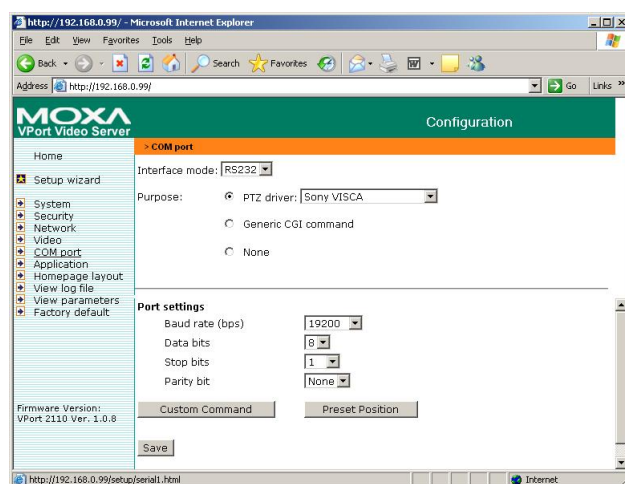 http://192.168.0.99/ - Microsoft Internet Explorer
File Edit View Favorites Tools Help
Back Search Favorites
Address http://192.168.0.99/ Go Links »
MOXA
VPort Video Server
Configuration
Home
Setup wizard
System
Security
Network
Video
COM port
Application
Homepage layout
View log file
View parameters
Factory default
Firmware Version:
VPort 2110 Ver. 1.0.8
> COM port
Interface mode: RS232
Purpose: PTZ driver: Sony VISCA
Generic CGI command
None
Port settings
Baud rate (bps) 19200
Data bits 8
Stop bits 1
Parity bit None
Custom Command Preset Position
Save
http://192.168.0.99/setup/serial1.html Internet